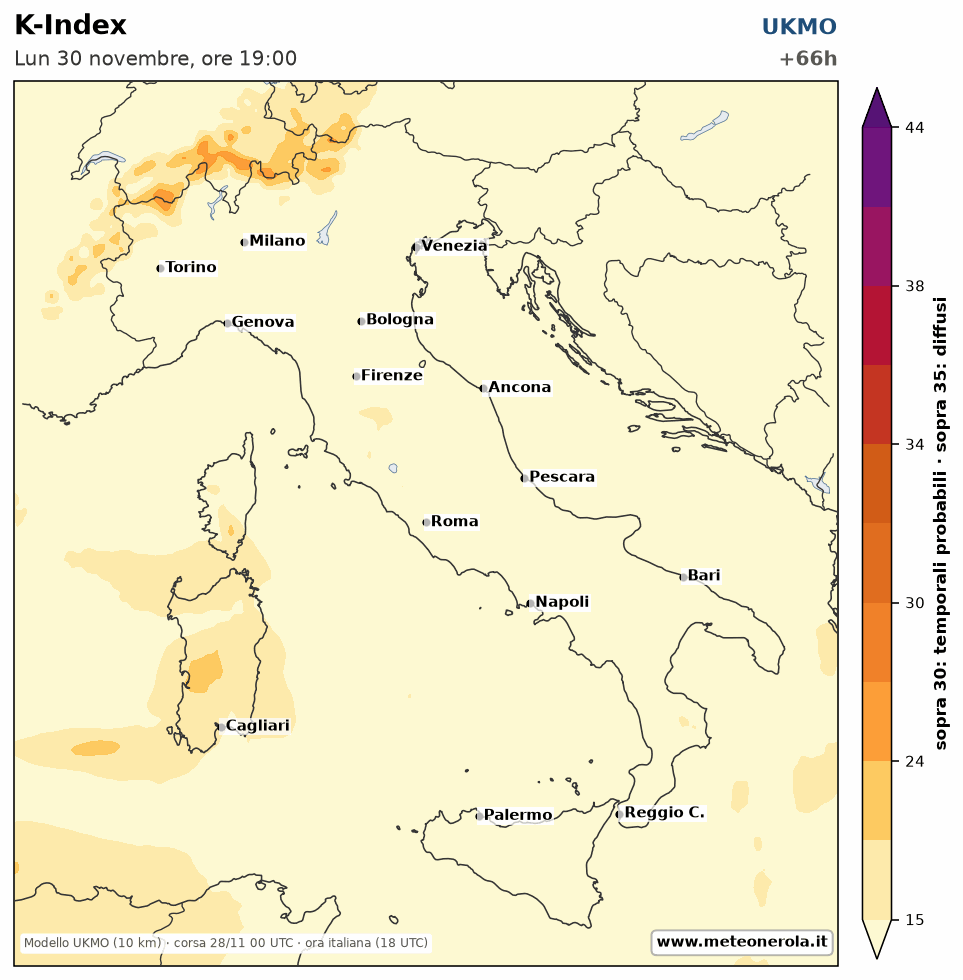 K-Index
UKMO
Lun 30 novembre, ore 19:00
+66h
44
38
34
30
24
15
sopra 30: temporali probabili · sopra 35: diffusi
Milano
Venezia
Torino
Genova
Bologna
Firenze
Ancona
Pescara
Roma
Bari
Napoli
Cagliari
Palermo
Reggio C.
Modello UKMO (10 km) · corsa 28/11 00 UTC · ora italiana (18 UTC)
www.meteonerola.it